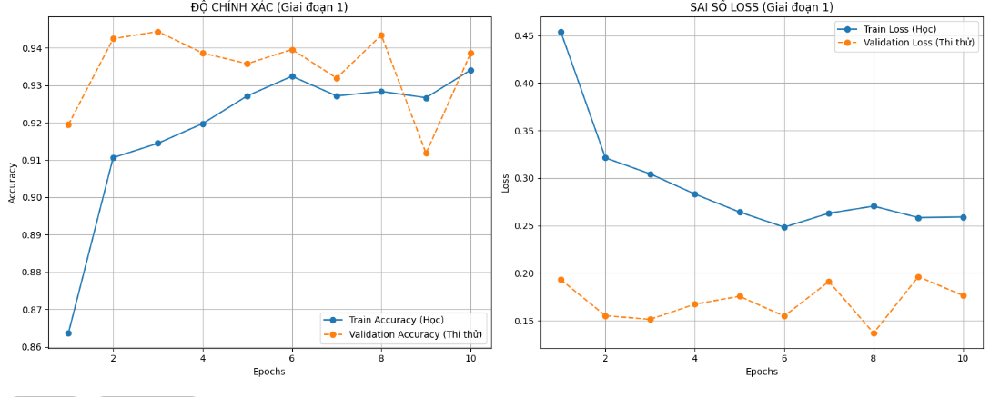 ĐỘ CHÍNH XÁC (Giai đoạn 1)
0.94
0.93
0.92
0.91
0.90
0.89
0.88
0.87
0.86
Accuracy
2
4
6
8
10
Epochs
Train Accuracy (Học)
Validation Accuracy (Thi thử)
SAI SỐ LOSS (Giai đoạn 1)
0.45
0.40
0.35
0.30
0.25
0.20
0.15
Loss
2
4
6
8
10
Epochs
Train Loss (Học)
Validation Loss (Thi thử)